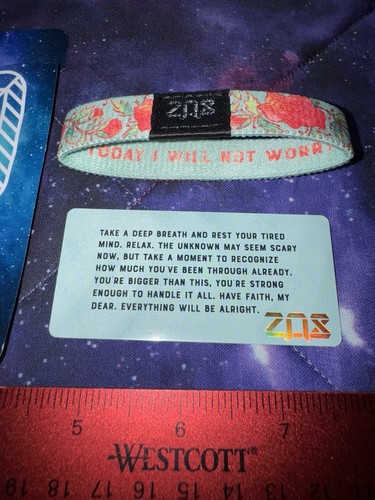 ZOX
TODAY I WILL NOT WORRY
TAKE A DEEP BREATH AND REST YOUR TIRED
MIND. RELAX. THE UNKNOWN MAY SEEM SCARY
NOW, BUT TAKE A MOMENT TO RECOGNIZE
HOW MUCH YOU'VE BEEN THROUGH ALREADY.
YOU'RE BIGGER THAN THIS, YOU'RE STRONG
ENOUGH TO HANDLE IT ALL. HAVE FAITH, MY
DEAR. EVERYTHING WILL BE ALRIGHT.
ZOX
5 6 7
WESTCOTT®
19 18 17 16 15 14 13 12